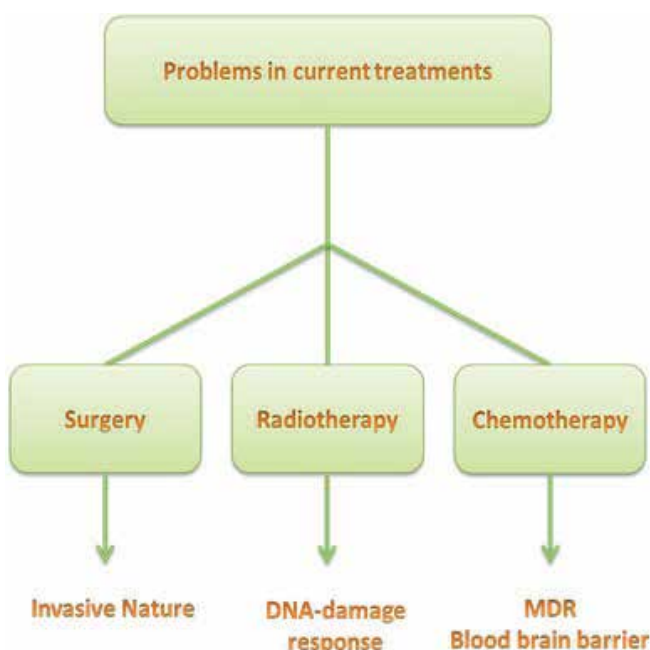 Problems in current treatments
Surgery
Radiotherapy
Chemotherapy
Invasive Nature
DNA-damage
response
MDR
Blood brain barrier